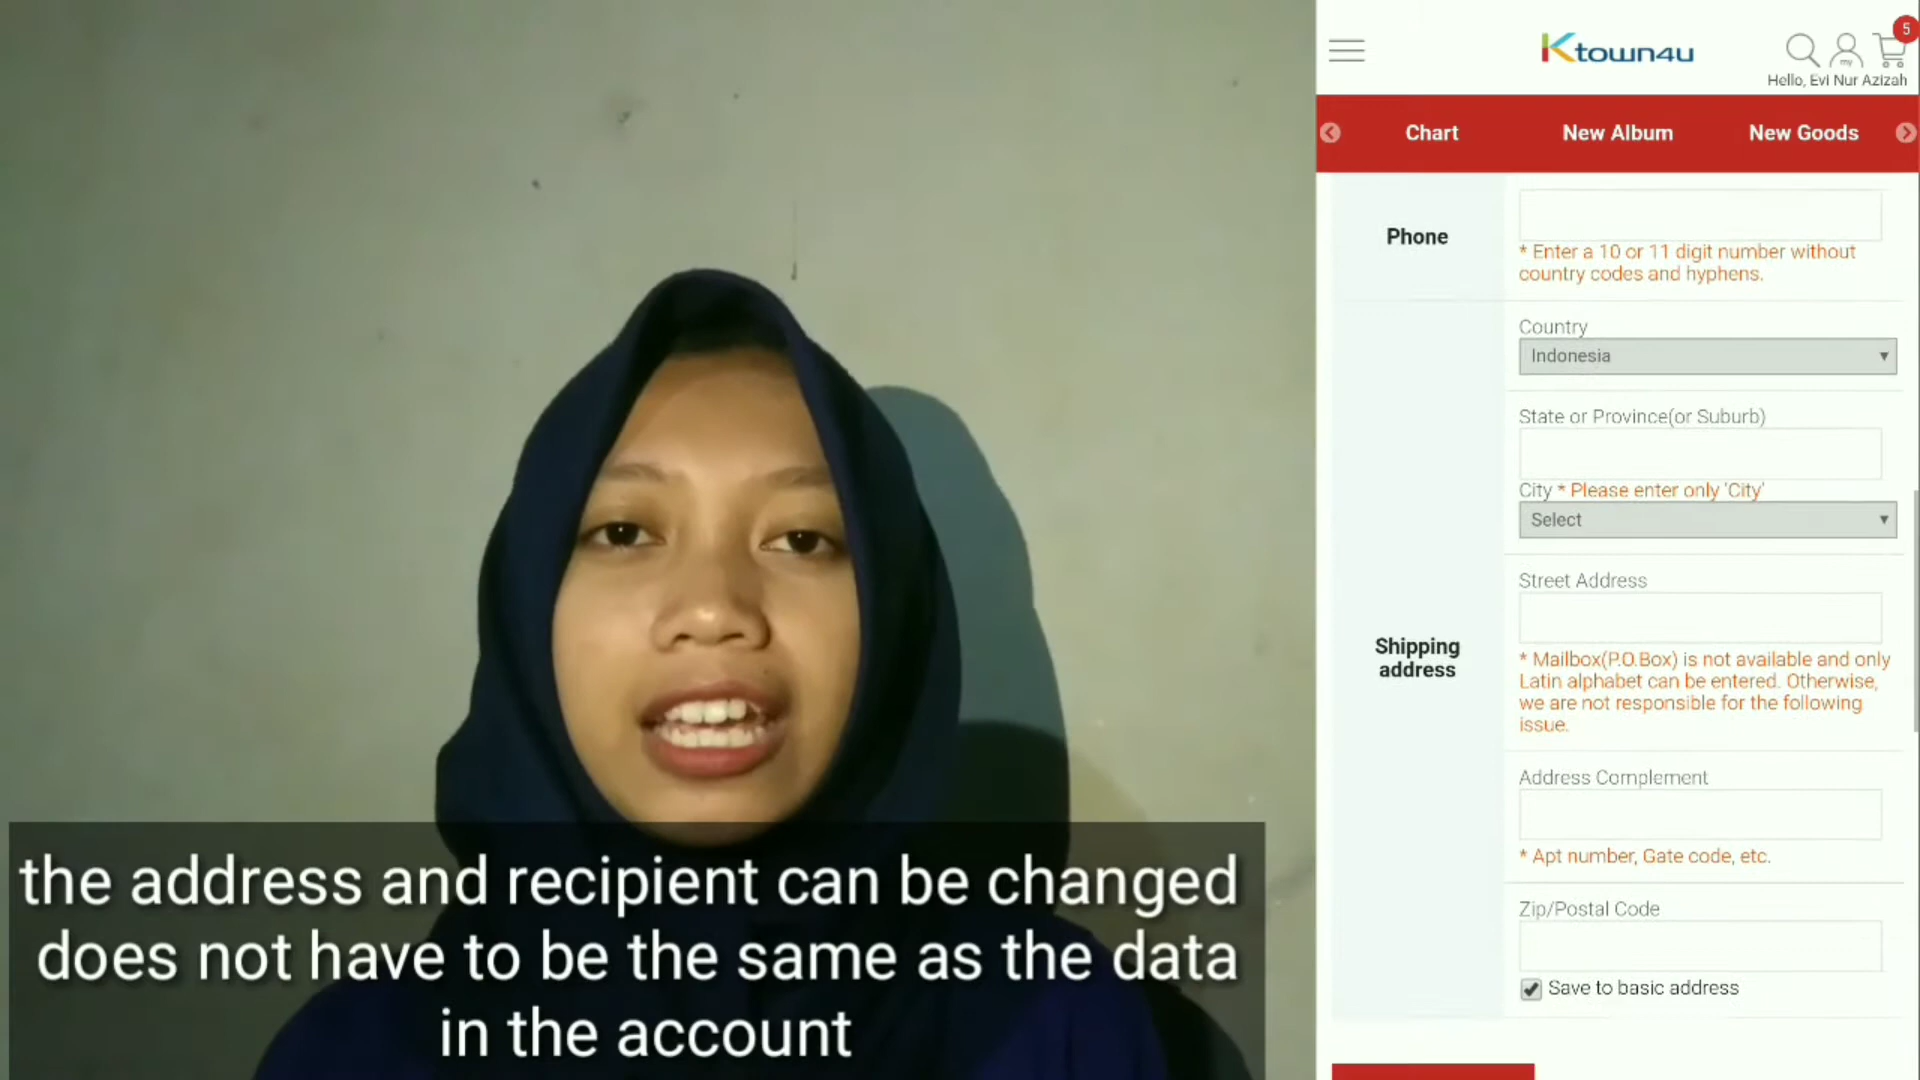 5
Ktown4u
my
Hello, Evi Nur Azizah
Chart
New Album
New Goods
Phone
* Enter a 10 or 11 digit number without
country codes and hyphens.
Shipping
address
Country
Indonesia
State or Province(or Suburb)
City * Please enter only 'City'
Select
Street Address
* Mailbox(P.O.Box) is not available and only
Latin alphabet can be entered. Otherwise,
we are not responsible for the following
issue.
Address Complement
* Apt number, Gate code, etc.
Zip/Postal Code
Save to basic address
the address and recipient can be changed
does not have to be the same as the data
in the account